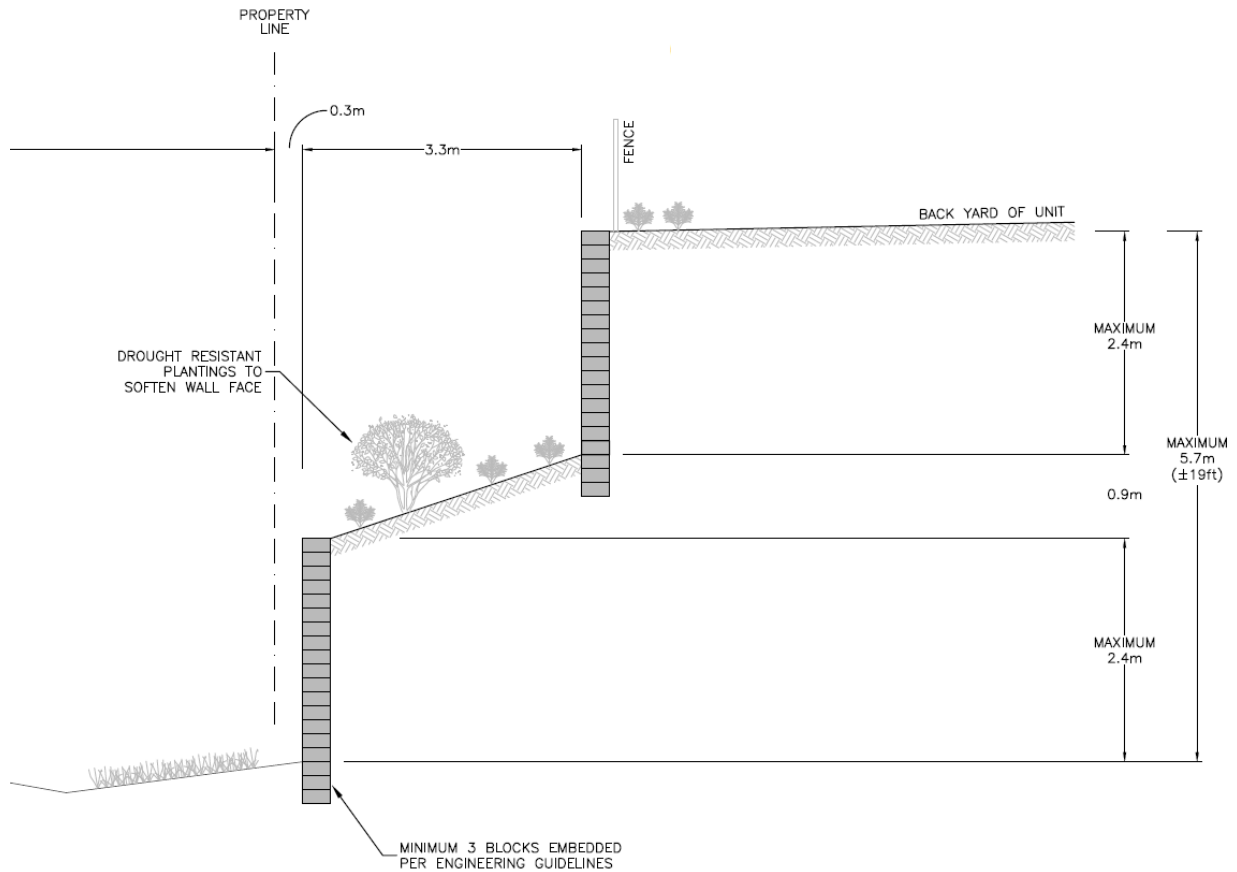 PROPERTY
LINE
0.3m
3.3m
FENCE
BACK YARD OF UNIT
MAXIMUM
2.4m
DROUGHT RESISTANT
PLANTINGS TO
SOFTEN WALL FACE
MAXIMUM
5.7m
(±19ft)
0.9m
MAXIMUM
2.4m
MINIMUM 3 BLOCKS EMBEDDED
PER ENGINEERING GUIDELINES